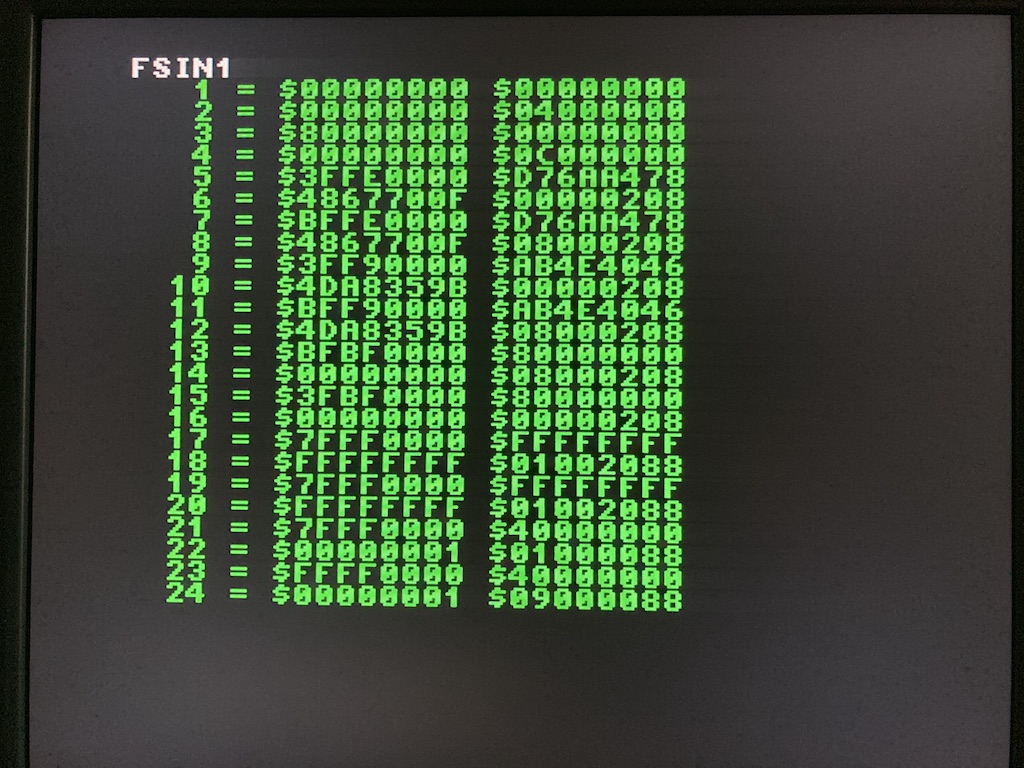 FSIN1
1 = $00000000 $00000000
2 = $00000000 $04000000
3 = $80000000 $00000000
4 = $00000000 $0C000000
5 = $3FFE0000 $D76AA478
6 = $4867700F $00000208
7 = $BFFE0000 $D76AA478
8 = $4867700F $08000208
9 = $3FF90000 $AB4E4046
10 = $4DA8359B $00000208
11 = $BFF90000 $AB4E4046
12 = $4DA8359B $08000208
13 = $BFBF0000 $80000000
14 = $00000000 $08000208
15 = $3FBF0000 $80000000
16 = $00000000 $00000208
17 = $7FFF0000 $FFFFFFFF
18 = $FFFFFFFF $01002088
19 = $7FFF0000 $FFFFFFFF
20 = $FFFFFFFF $01002088
21 = $7FFF0000 $40000000
22 = $00000001 $01000088
23 = $FFFF0000 $40000000
24 = $00000001 $09000088